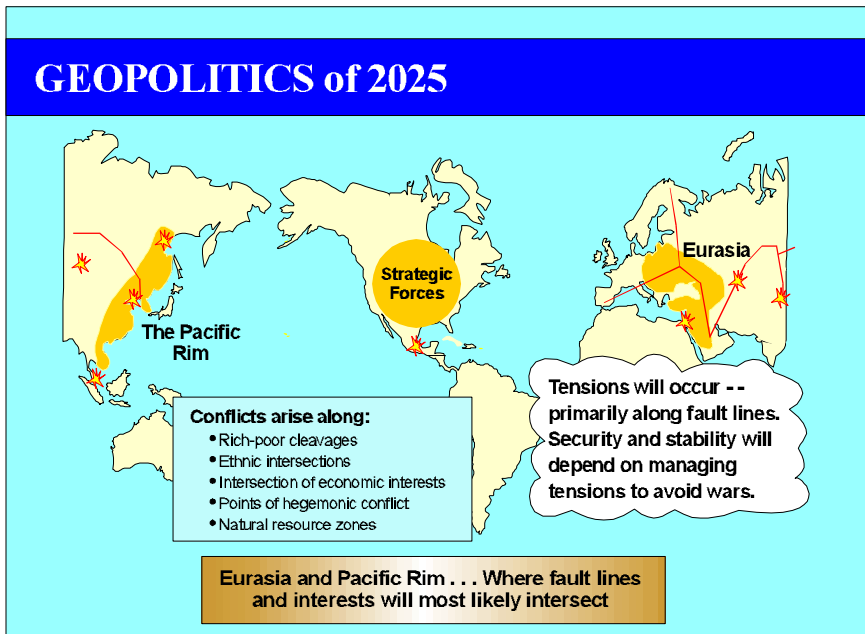 GEOPOLITICS of 2025
Strategic
Forces
Eurasia
The Pacific
Rim
Conflicts arise along:
• Rich-poor cleavages
• Ethnic intersections
• Intersection of economic interests
• Points of hegemonic conflict
• Natural resource zones
Tensions will occur --
primarily along fault lines.
Security and stability will
depend on managing
tensions to avoid wars.
Eurasia and Pacific Rim . . . Where fault lines
and interests will most likely intersect